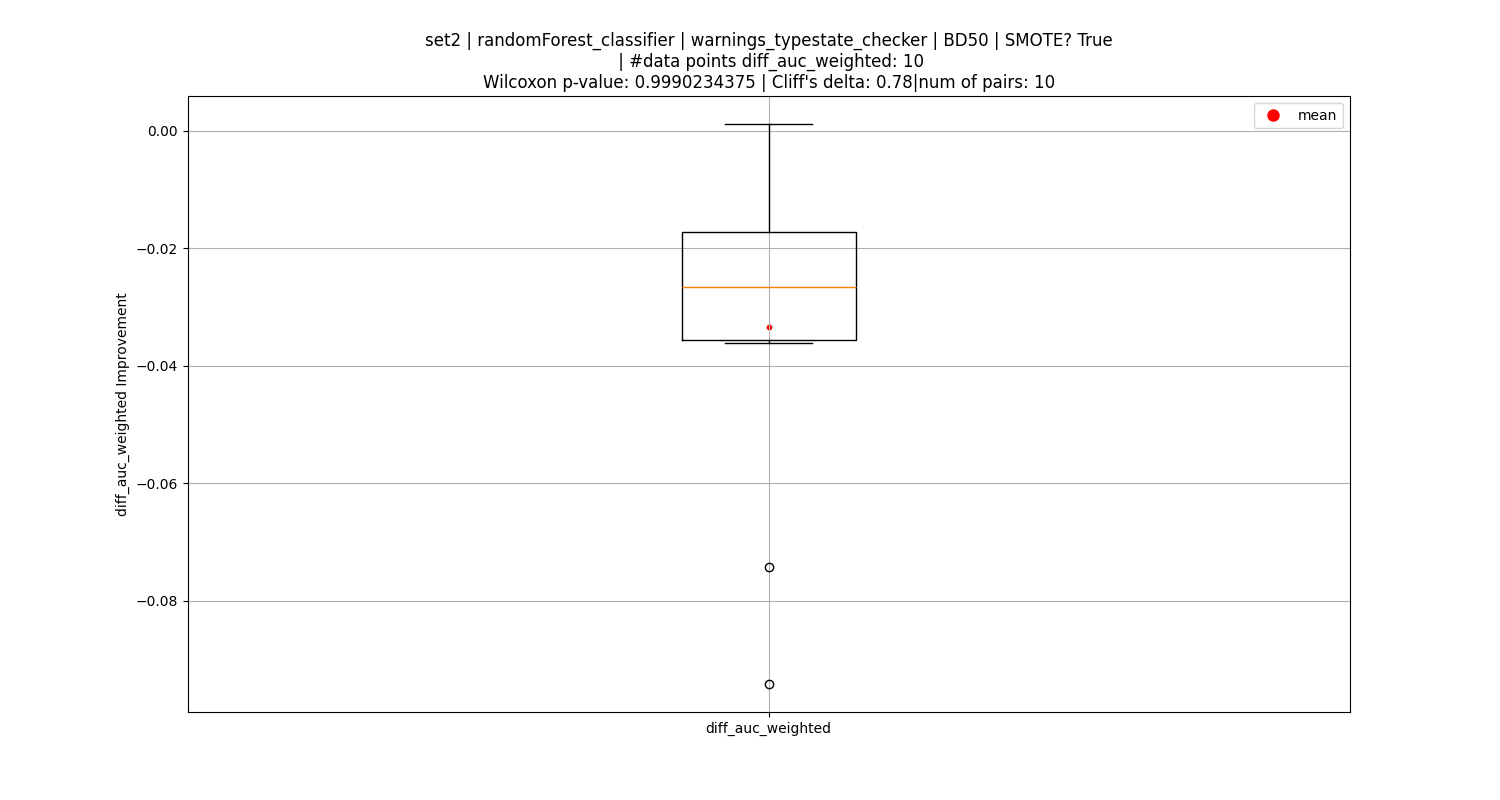 set2 | randomForest_classifier | warnings_typestate_checker | BD50 | SMOTE? True
| #data points diff_auc_weighted: 10
Wilcoxon p-value: 0.9990234375 | Cliff's delta: 0.78|num of pairs: 10
mean
0.00
−0.02
−0.04
−0.06
−0.08
diff_auc_weighted Improvement
diff_auc_weighted